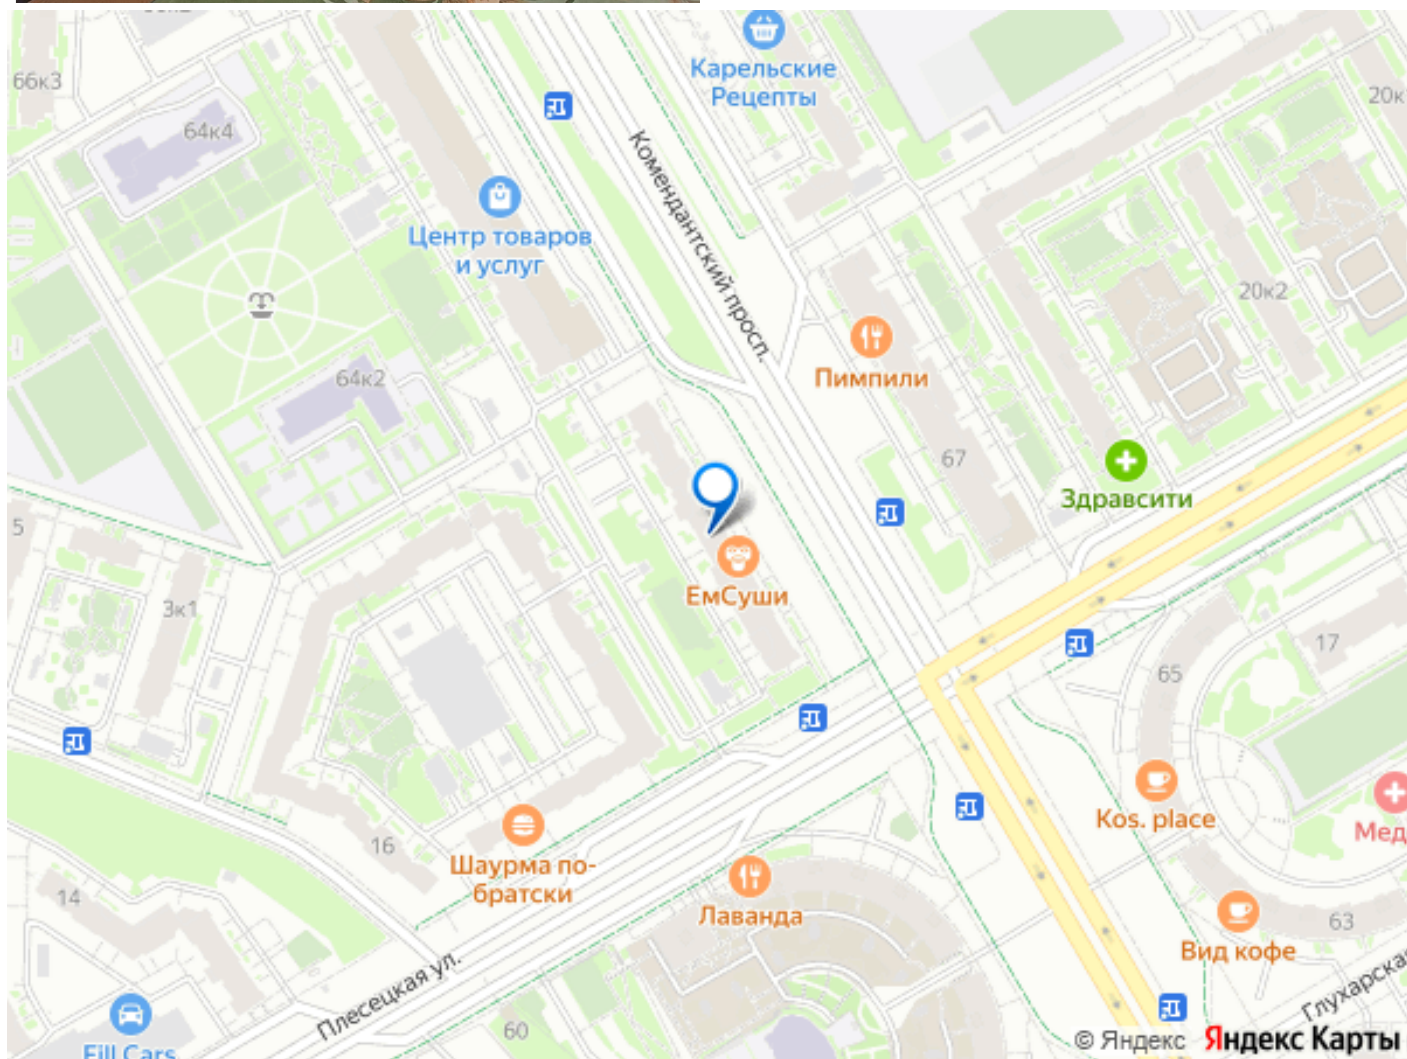 66к3
64к4
Карельские
Рецепты
20к
Комендантский просп.
Центр товаров
и услуг
20к2
64к2
Пимпили
67
Здравсити
5
3к1
ЕмСуши
17
65
16
Шаурма по-
братски
Kos. place
Мед
14
Лаванда
63
Вид кофе
Плесецкая ул.
Глухарская
60
Fill Cars
© Яндекс Яндекс Карты